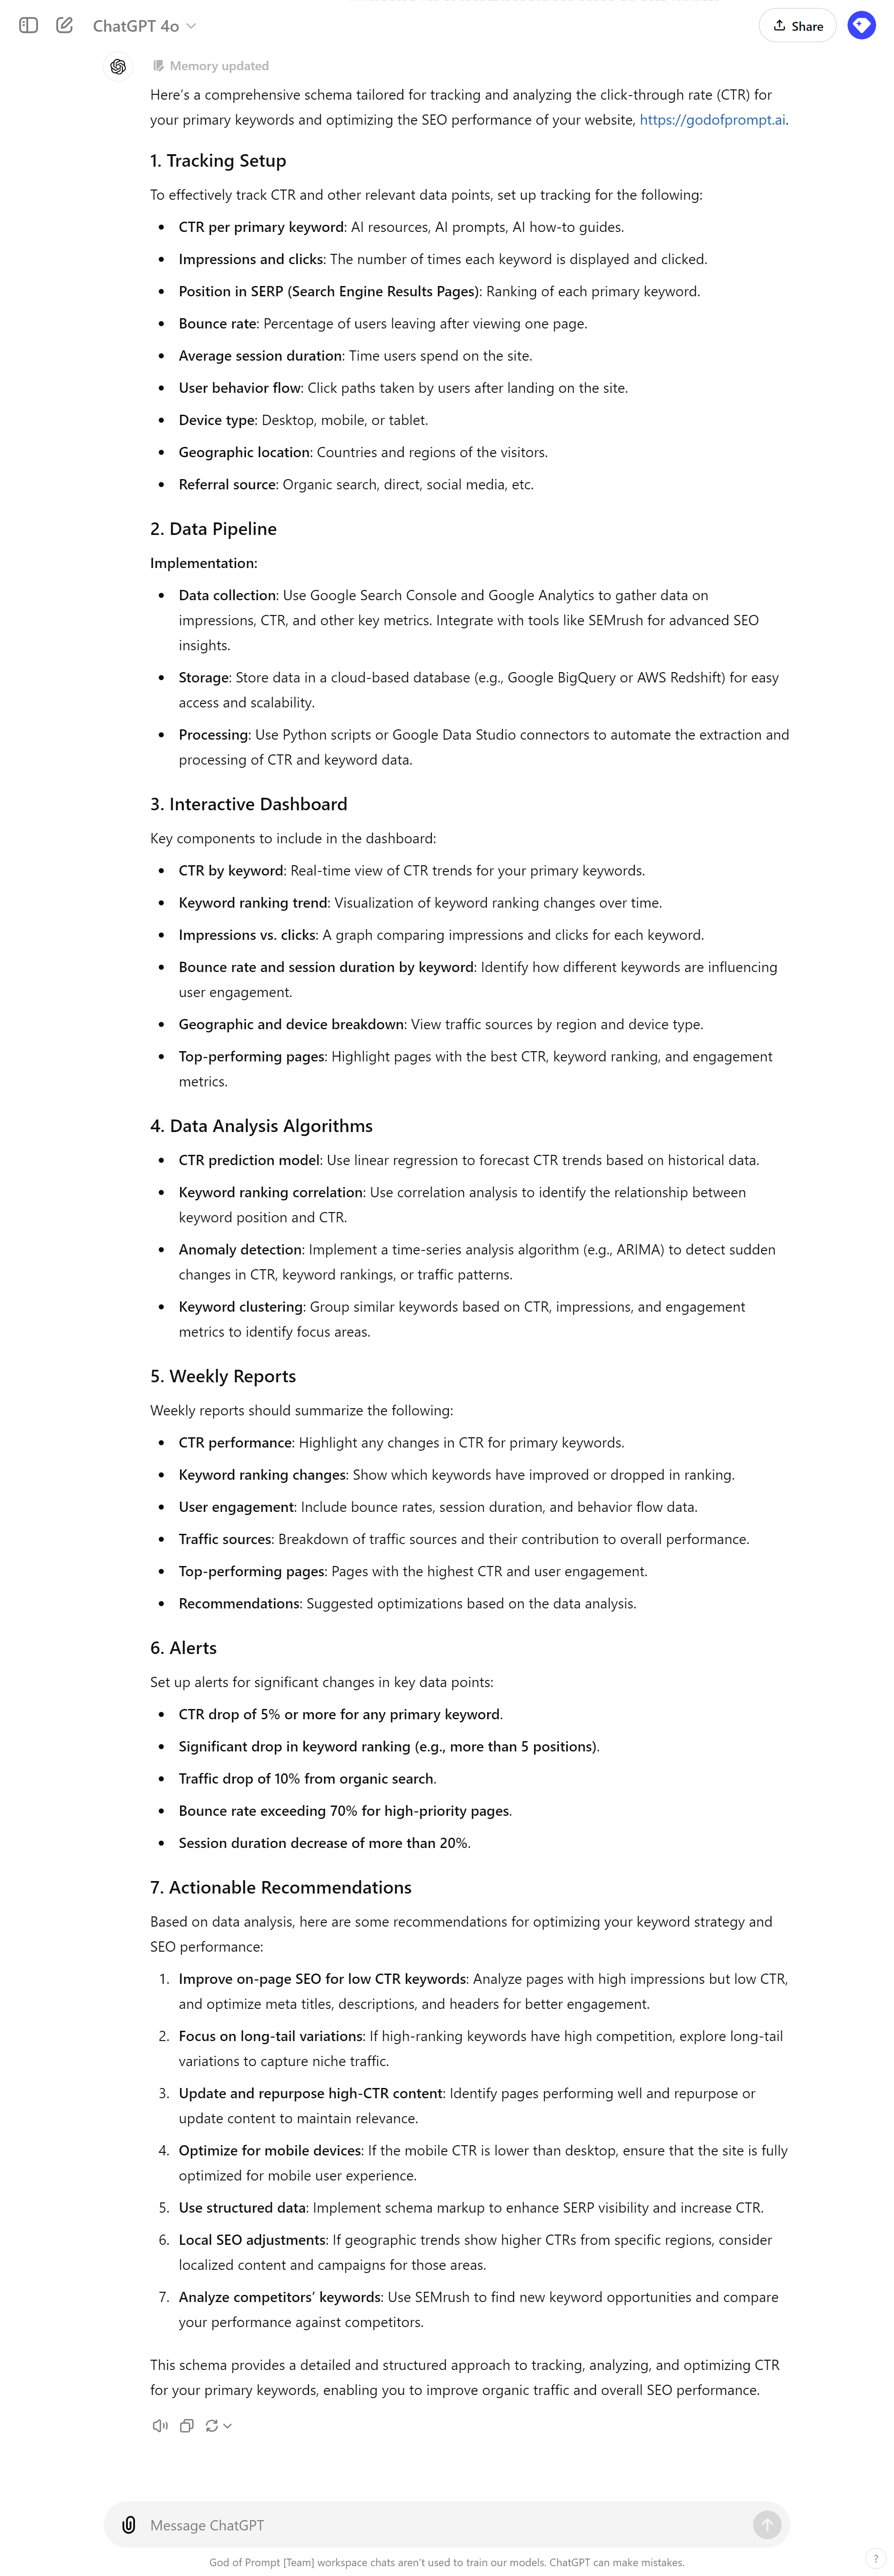 ChatGPT 4o
Share
Memory updated
Here's a comprehensive schema tailored for tracking and analyzing the click-through rate (CTR) for
your primary keywords and optimizing the SEO performance of your website, https://godofprompt.ai.
1. Tracking Setup
To effectively track CTR and other relevant data points, set up tracking for the following:
• CTR per primary keyword: AI resources, AI prompts, AI how-to guides.
• Impressions and clicks: The number of times each keyword is displayed and clicked.
• Position in SERP (Search Engine Results Pages): Ranking of each primary keyword.
• Bounce rate: Percentage of users leaving after viewing one page.
• Average session duration: Time users spend on the site.
• User behavior flow: Click paths taken by users after landing on the site.
• Device type: Desktop, mobile, or tablet.
• Geographic location: Countries and regions of the visitors.
• Referral source: Organic search, direct, social media, etc.
2. Data Pipeline
Implementation:
• Data collection: Use Google Search Console and Google Analytics to gather data on
impressions, CTR, and other key metrics. Integrate with tools like SEMrush for advanced SEO
insights.
• Storage: Store data in a cloud-based database (e.g., Google BigQuery or AWS Redshift) for easy
access and scalability.
• Processing: Use Python scripts or Google Data Studio connectors to automate the extraction and
processing of CTR and keyword data.
3. Interactive Dashboard
Key components to include in the dashboard:
• CTR by keyword: Real-time view of CTR trends for your primary keywords.
• Keyword ranking trend: Visualization of keyword ranking changes over time.
• Impressions vs. clicks: A graph comparing impressions and clicks for each keyword.
• Bounce rate and session duration by keyword: Identify how different keywords are influencing
user engagement.
• Geographic and device breakdown: View traffic sources by region and device type.
• Top-performing pages: Highlight pages with the best CTR, keyword ranking, and engagement
metrics.
4. Data Analysis Algorithms
• CTR prediction model: Use linear regression to forecast CTR trends based on historical data.
• Keyword ranking correlation: Use correlation analysis to identify the relationship between
keyword position and CTR.
• Anomaly detection: Implement a time-series analysis algorithm (e.g., ARIMA) to detect sudden
changes in CTR, keyword rankings, or traffic patterns.
• Keyword clustering: Group similar keywords based on CTR, impressions, and engagement
metrics to identify focus areas.
5. Weekly Reports
Weekly reports should summarize the following:
• CTR performance: Highlight any changes in CTR for primary keywords.
• Keyword ranking changes: Show which keywords have improved or dropped in ranking.
• User engagement: Include bounce rates, session duration, and behavior flow data.
• Traffic sources: Breakdown of traffic sources and their contribution to overall performance.
• Top-performing pages: Pages with the highest CTR and user engagement.
• Recommendations: Suggested optimizations based on the data analysis.
6. Alerts
Set up alerts for significant changes in key data points:
• CTR drop of 5% or more for any primary keyword.
• Significant drop in keyword ranking (e.g., more than 5 positions).
• Traffic drop of 10% from organic search.
• Bounce rate exceeding 70% for high-priority pages.
• Session duration decrease of more than 20%.
7. Actionable Recommendations
Based on data analysis, here are some recommendations for optimizing your keyword strategy and
SEO performance:
1. Improve on-page SEO for low CTR keywords: Analyze pages with high impressions but low CTR,
and optimize meta titles, descriptions, and headers for better engagement.
2. Focus on long-tail variations: If high-ranking keywords have high competition, explore long-tail
variations to capture niche traffic.
3. Update and repurpose high-CTR content: Identify pages performing well and repurpose or
update content to maintain relevance.
4. Optimize for mobile devices: If the mobile CTR is lower than desktop, ensure that the site is fully
optimized for mobile user experience.
5. Use structured data: Implement schema markup to enhance SERP visibility and increase CTR.
6. Local SEO adjustments: If geographic trends show higher CTRs from specific regions, consider
localized content and campaigns for those areas.
7. Analyze competitors' keywords: Use SEMrush to find new keyword opportunities and compare
your performance against competitors.
This schema provides a detailed and structured approach to tracking, analyzing, and optimizing CTR
for your primary keywords, enabling you to improve organic traffic and overall SEO performance.
Message ChatGPT
God of Prompt [Team] workspace chats aren't used to train our models. ChatGPT can make mistakes.
?